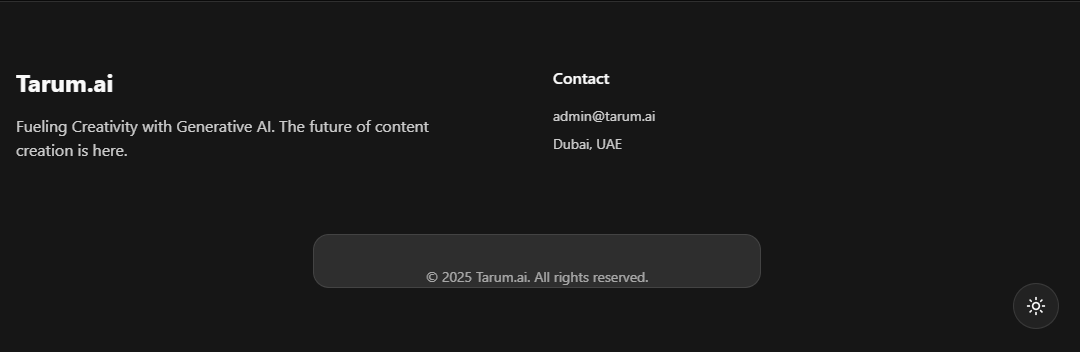 Tarum.ai
Fueling Creativity with Generative AI. The future of content
creation is here.
Contact
admin@tarum.ai
Dubai, UAE
© 2025 Tarum.ai. All rights reserved.